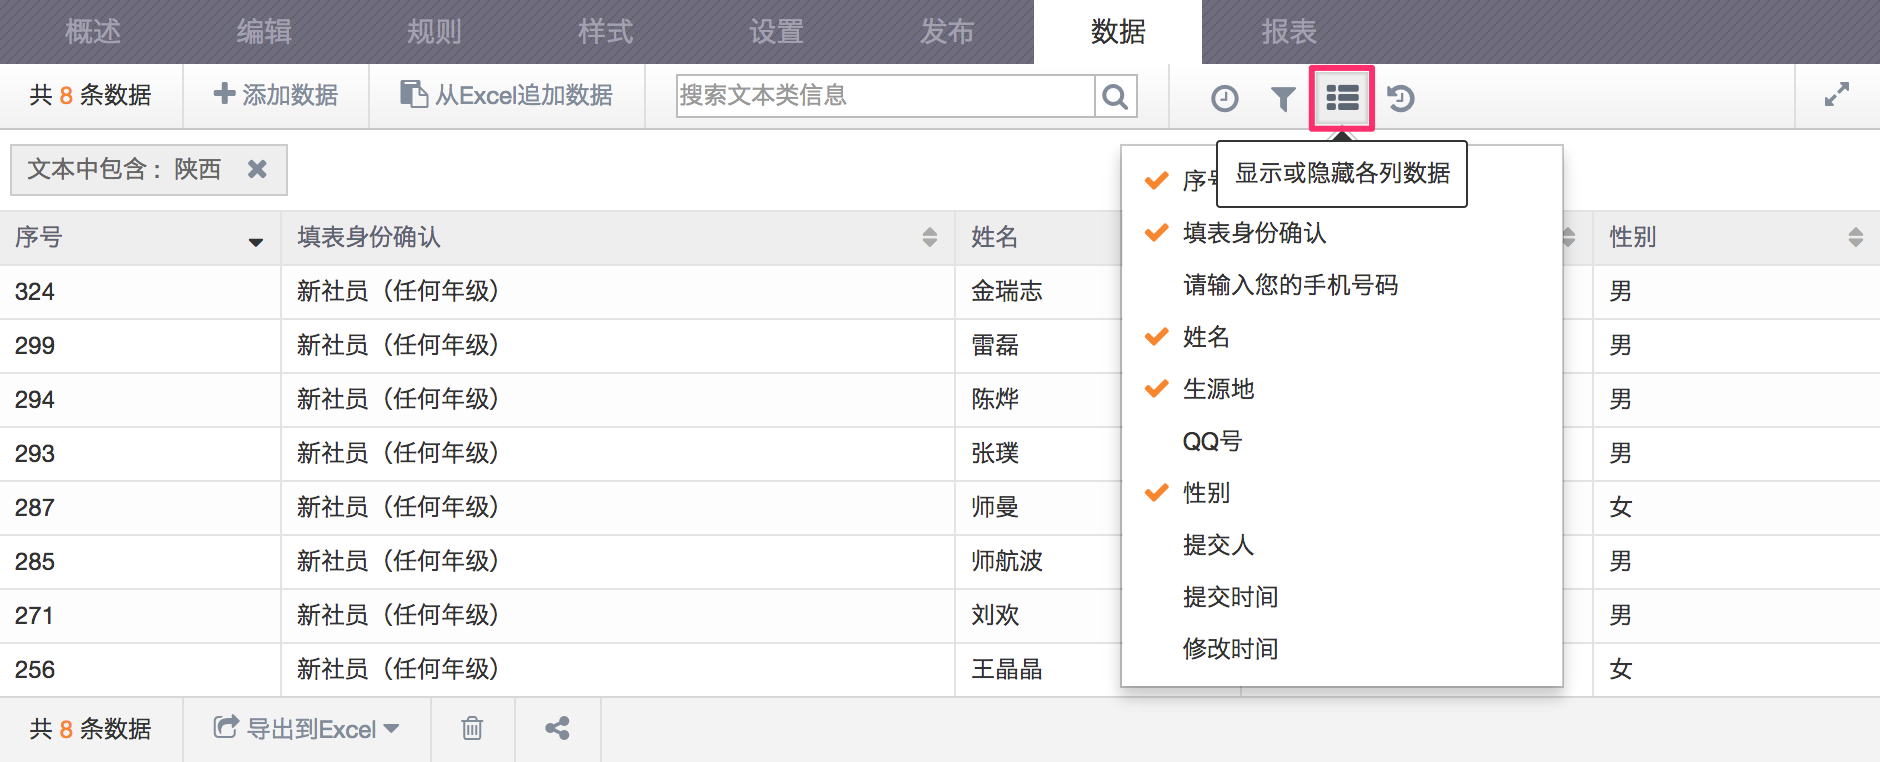 概述 编辑 规则 样式 设置 发布 数据 报表
共 8 条数据 添加数据 从Excel追加数据 搜索文本类信息
文本中包含： 陕西
显示或隐藏各列数据
序号 填表身份确认 姓名 性别
324 新社员（任何年级） 金瑞志 男
299 新社员（任何年级） 雷磊 男
294 新社员（任何年级） 陈烨 男
293 新社员（任何年级） 张璞 男
287 新社员（任何年级） 师曼 女
285 新社员（任何年级） 师航波 男
271 新社员（任何年级） 刘欢 男
256 新社员（任何年级） 王晶晶 女
序号
填表身份确认
请输入您的手机号码
姓名
生源地
QQ号
性别
提交人
提交时间
修改时间
共 8 条数据 导出到Excel